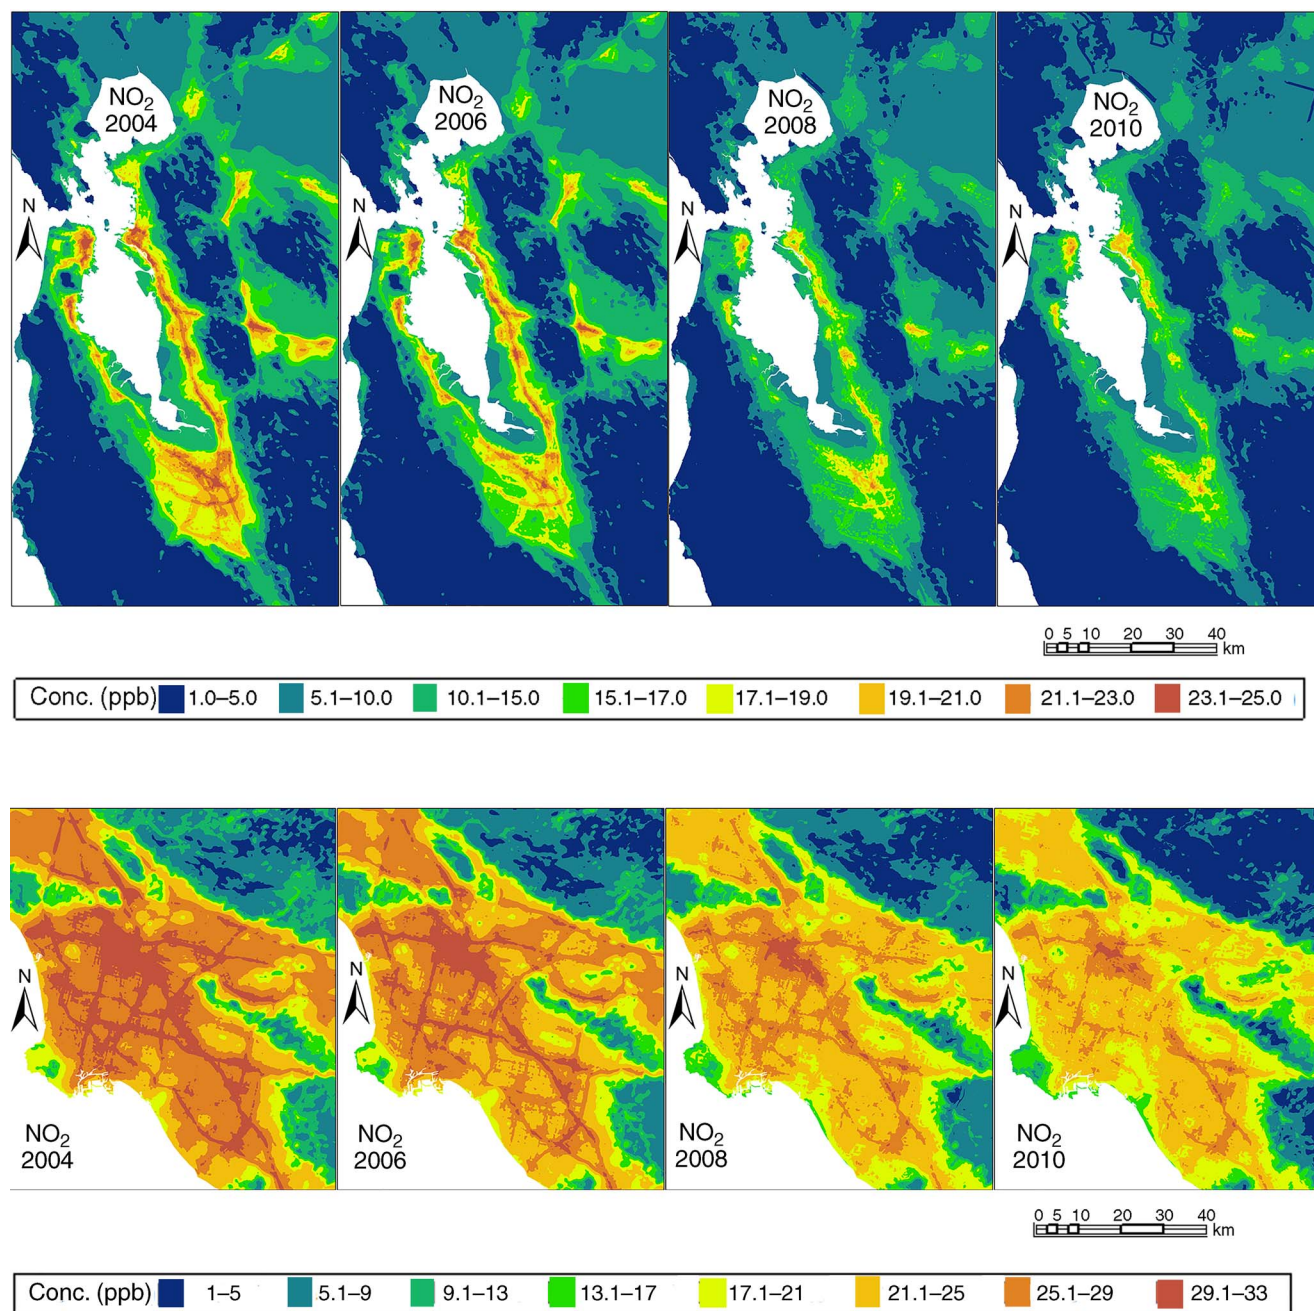 NO2
2004
NO2
2006
NO2
2008
NO2
2010
N
N
N
N
0 5 10 20 30 40
km
Conc. (ppb) 1.0–5.0 5.1–10.0 10.1–15.0 15.1–17.0 17.1–19.0 19.1–21.0 21.1–23.0 23.1–25.0
N
N
N
N
NO2
2004
NO2
2006
NO2
2008
NO2
2010
0 5 10 20 30 40
km
Conc. (ppb) 1–5 5.1–9 9.1–13 13.1–17 17.1–21 21.1–25 25.1–29 29.1–33